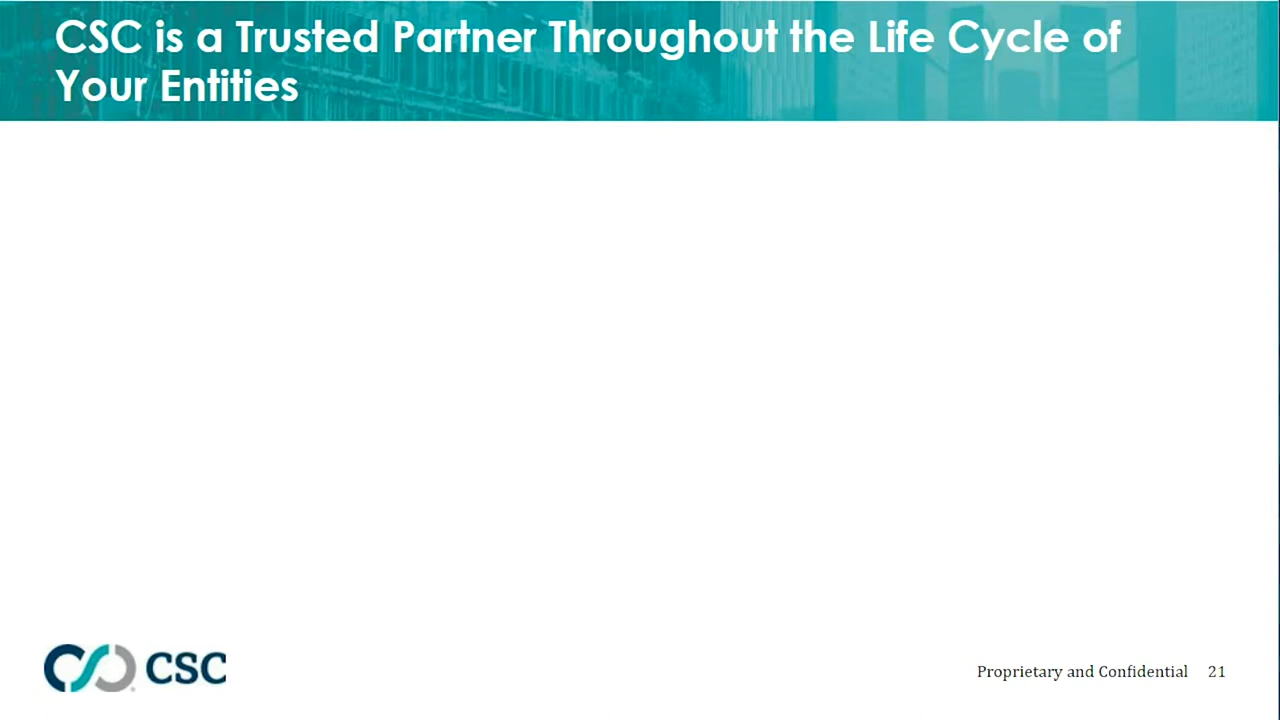 CSC is a Trusted Partner Throughout the Life Cycle of
Your Entities
CSC
Proprietary and Confidential 21